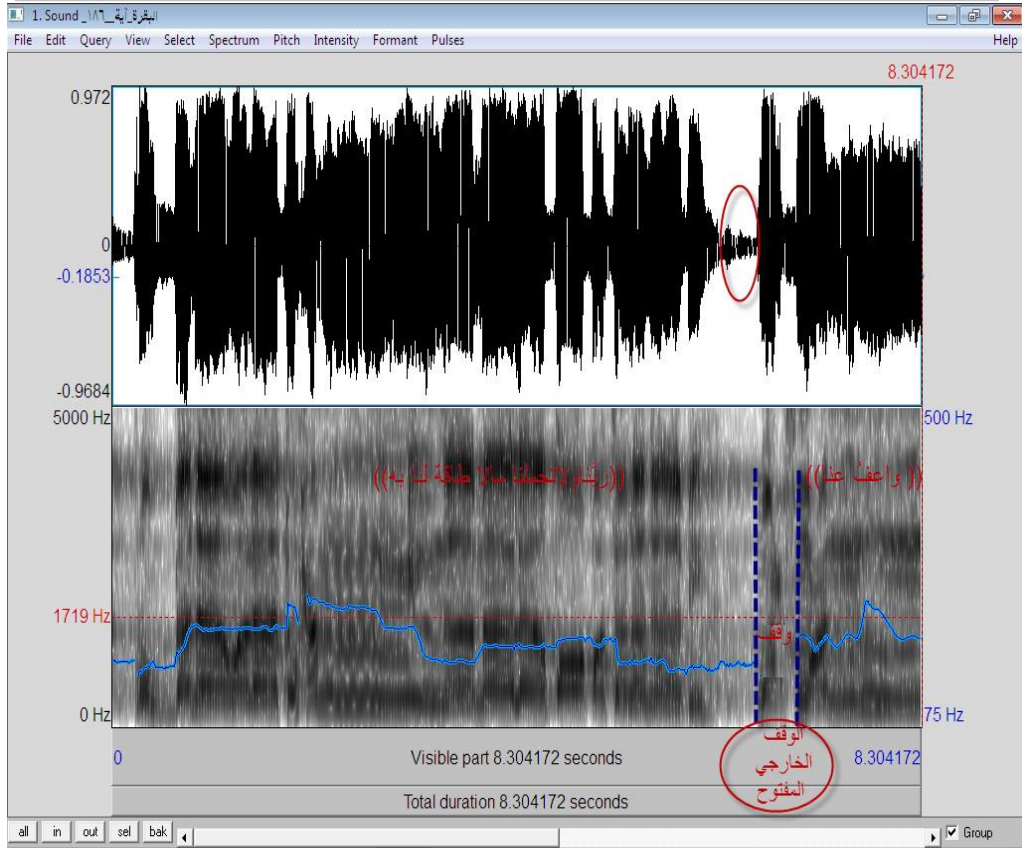 1. Sound البقرة_آية__١٨٦_
File Edit Query View Select Spectrum Pitch Intensity Formant Pulses Help
8.304172
0.972
0
-0.1853
-0.9684
5000 Hz
500 Hz
((ربّنا ولا تحملنا مالا طاقة لنا به))
(( واعفُ عنا))
1719 Hz
وقف
0 Hz
75 Hz
0 Visible part 8.304172 seconds 8.304172
الوقف
الخارجي
المفتوح
Total duration 8.304172 seconds
all in out sel bak Group